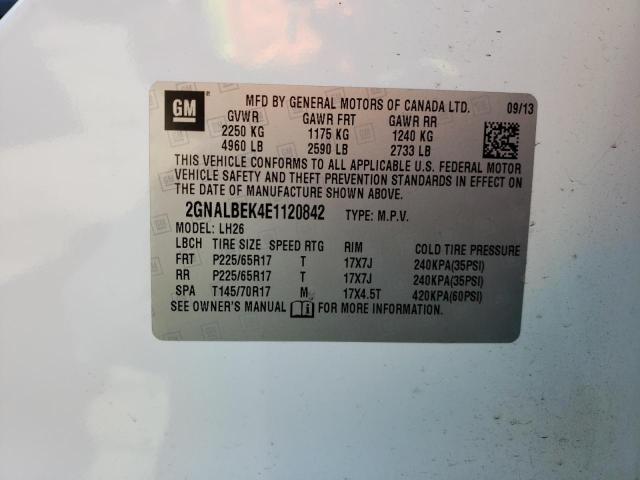 GM
MFD BY GENERAL MOTORS OF CANADA LTD. 09/13
GVWR GAWR FRT GAWR RR
2250 KG 1175 KG 1240 KG
4960 LB 2590 LB 2733 LB
THIS VEHICLE CONFORMS TO ALL APPLICABLE U.S. FEDERAL MOTOR
VEHICLE SAFETY AND THEFT PREVENTION STANDARDS IN EFFECT ON
THE DATE OF MANUFACTURE SHOWN ABOVE.
2GNALBEK4E1120842 TYPE: M.P.V.
MODEL: LH26
LBCH TIRE SIZE SPEED RTG RIM COLD TIRE PRESSURE
FRT P225/65R17 T 17X7J 240KPA(35PSI)
RR P225/65R17 T 17X7J 240KPA(35PSI)
SPA T145/70R17 M 17X4.5T 420KPA(60PSI)
SEE OWNER'S MANUAL FOR MORE INFORMATION.